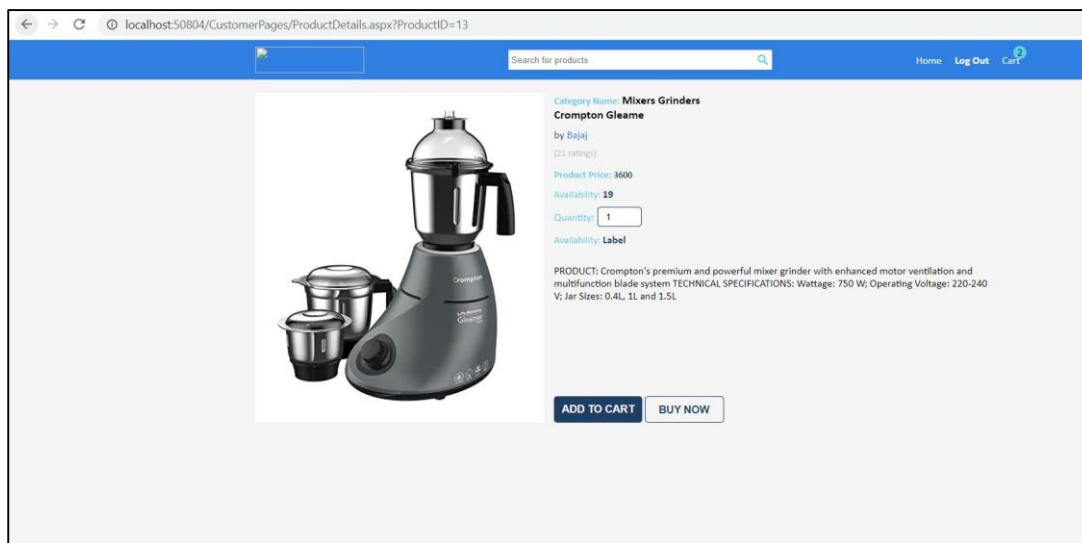 localhost:50804/CustomerPages/ProductDetails.aspx?ProductID=13
Search for products
Home Log Out Cart 2
Category Name: Mixers Grinders
Crompton Gleame
by Bajaj
(21 ratings)
Product Price: 3600
Availability: 19
Quantity: 1
Availability: Label
PRODUCT: Crompton's premium and powerful mixer grinder with enhanced motor ventilation and
multifunction blade system TECHNICAL SPECIFICATIONS: Wattage: 750 W; Operating Voltage: 220-240
V; Jar Sizes: 0.4L, 1L and 1.5L
Crompton
Gleamer
ADD TO CART BUY NOW